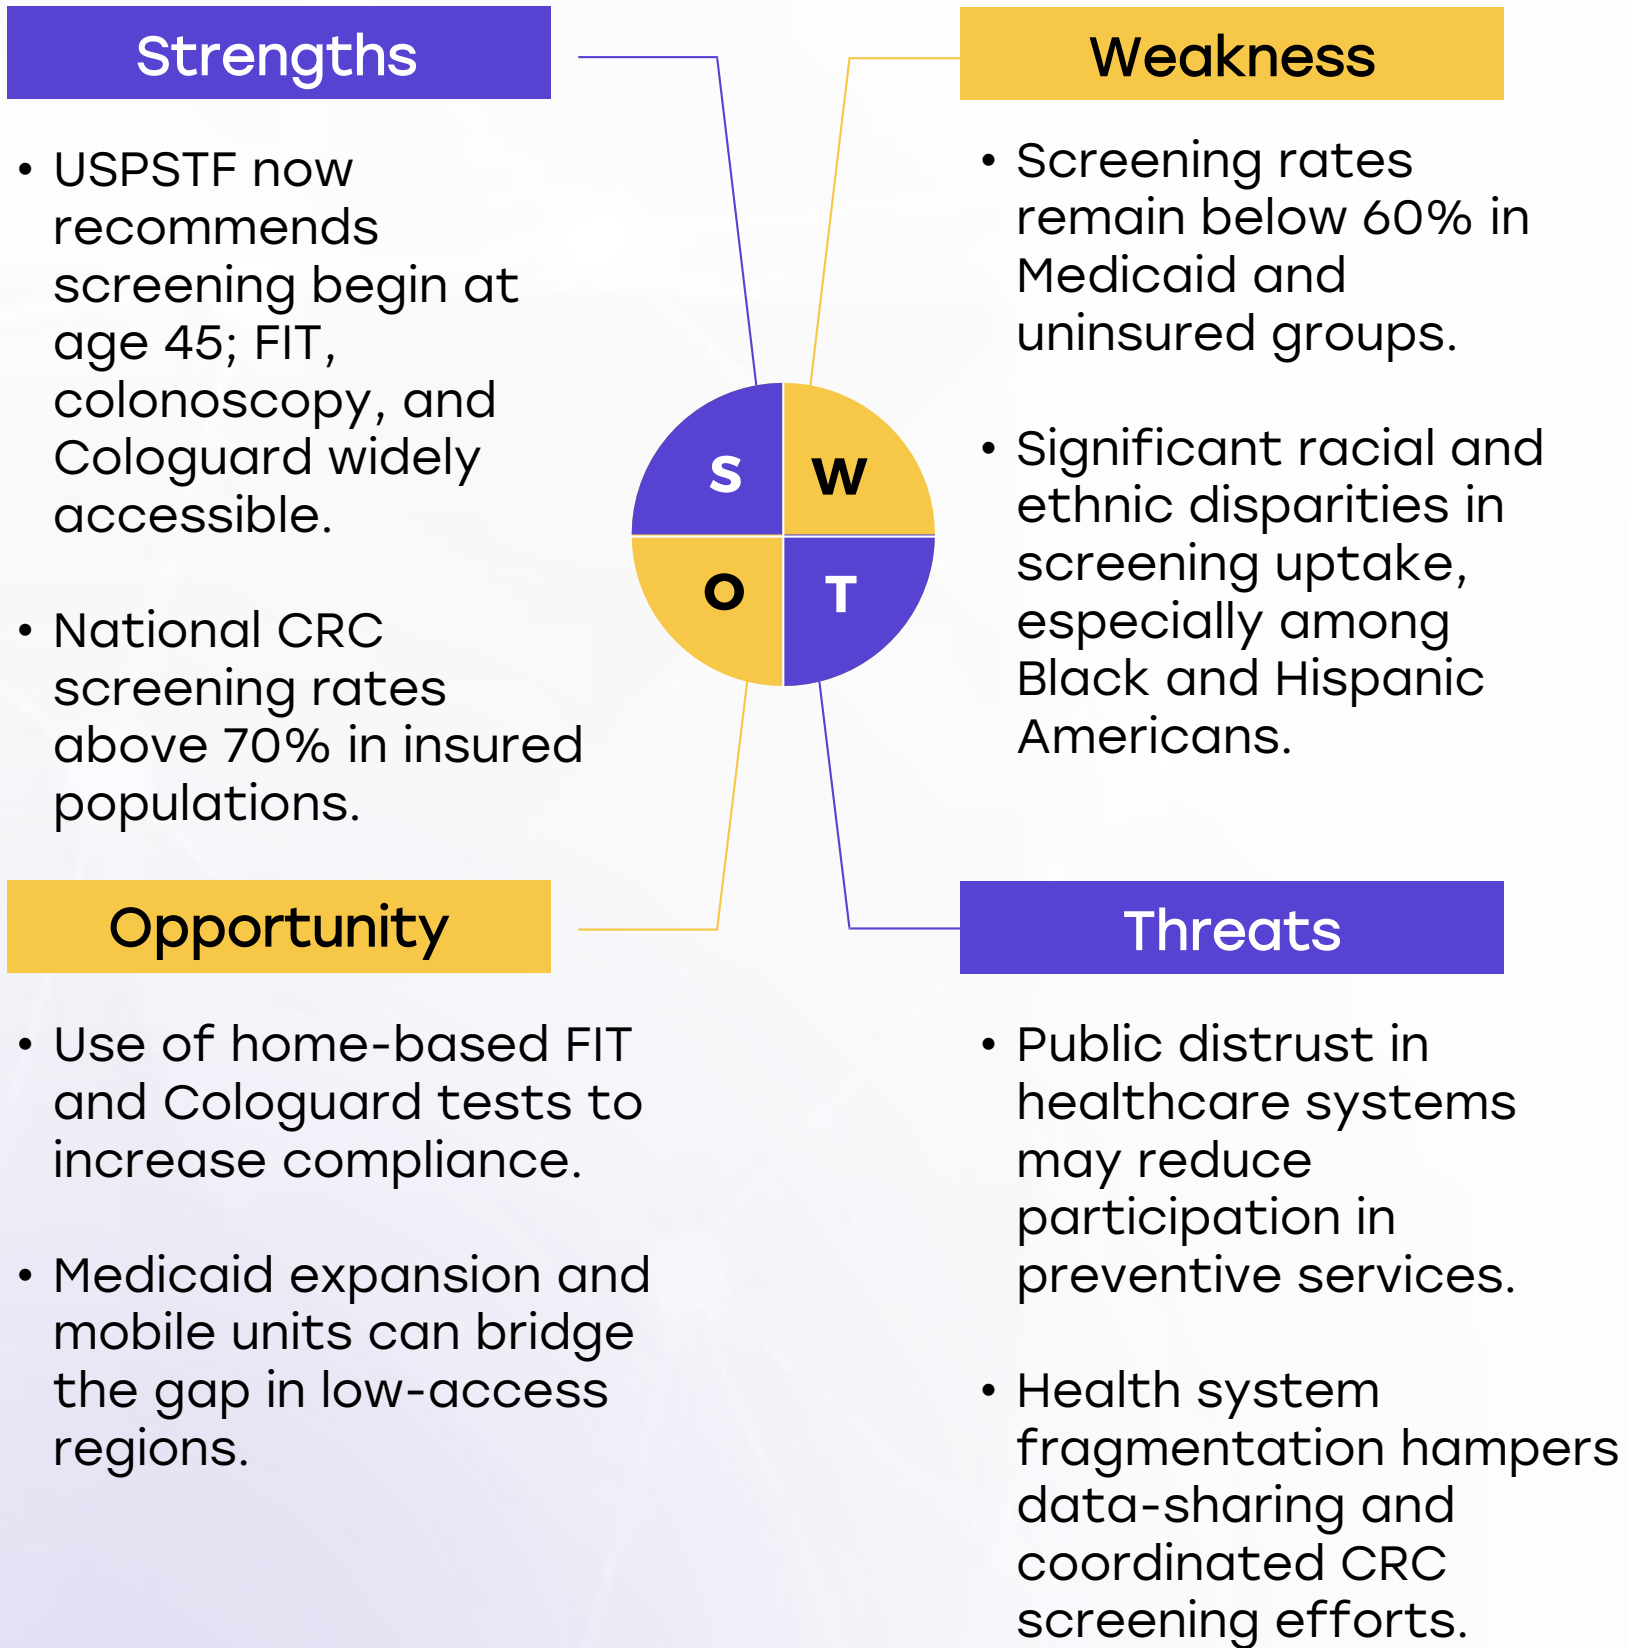 Strengths
• USPSTF now
recommends
screening begin at
age 45; FIT,
colonoscopy, and
Cologuard widely
accessible.
• National CRC
screening rates
above 70% in insured
populations.
Weakness
• Screening rates
remain below 60% in
Medicaid and
uninsured groups.
• Significant racial and
ethnic disparities in
screening uptake,
especially among
Black and Hispanic
Americans.
S
W
O
T
Opportunity
• Use of home-based FIT
and Cologuard tests to
increase compliance.
• Medicaid expansion and
mobile units can bridge
the gap in low-access
regions.
Threats
• Public distrust in
healthcare systems
may reduce
participation in
preventive services.
• Health system
fragmentation hampers
data-sharing and
coordinated CRC
screening efforts.